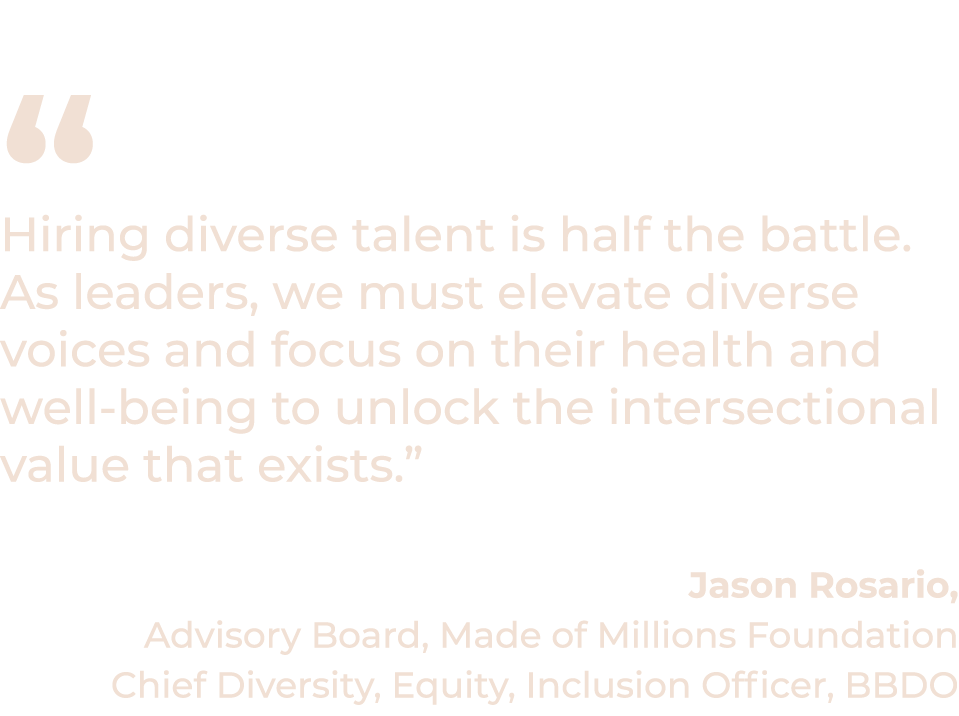 “
Hiring diverse talent is half the battle.
As leaders, we must elevate diverse
voices and focus on their health and
well-being to unlock the intersectional
value that exists.”
Jason Rosario,
Advisory Board, Made of Millions Foundation
Chief Diversity, Equity, Inclusion Officer, BBDO